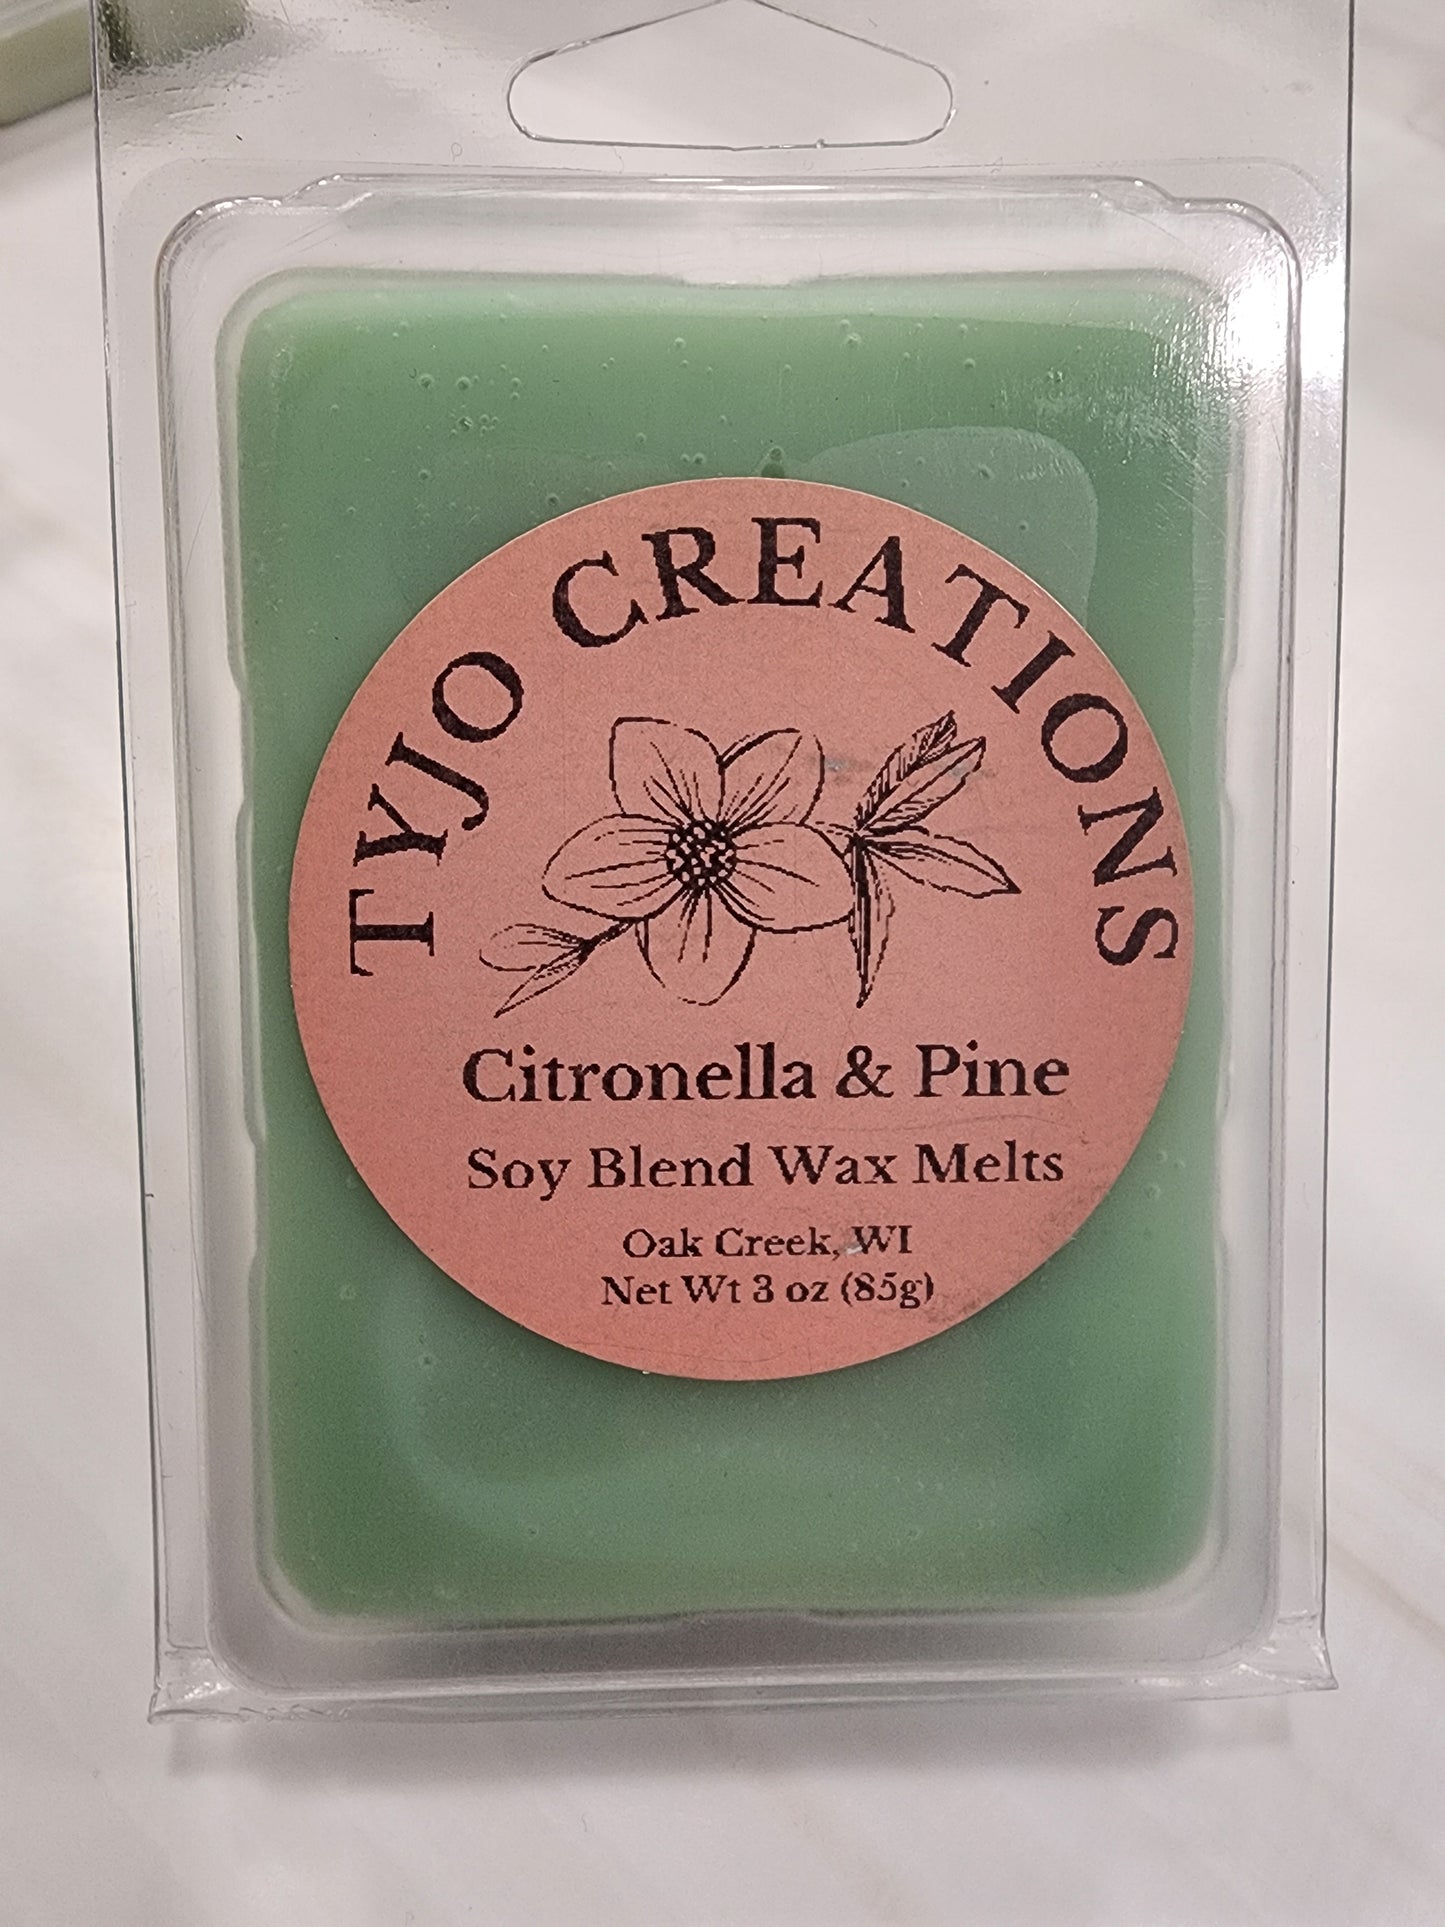 TYJO CREATIONS
Citronella & Pine
Soy Blend Wax Melts
Oak Creek, WI
Net Wt 3 oz (85g)